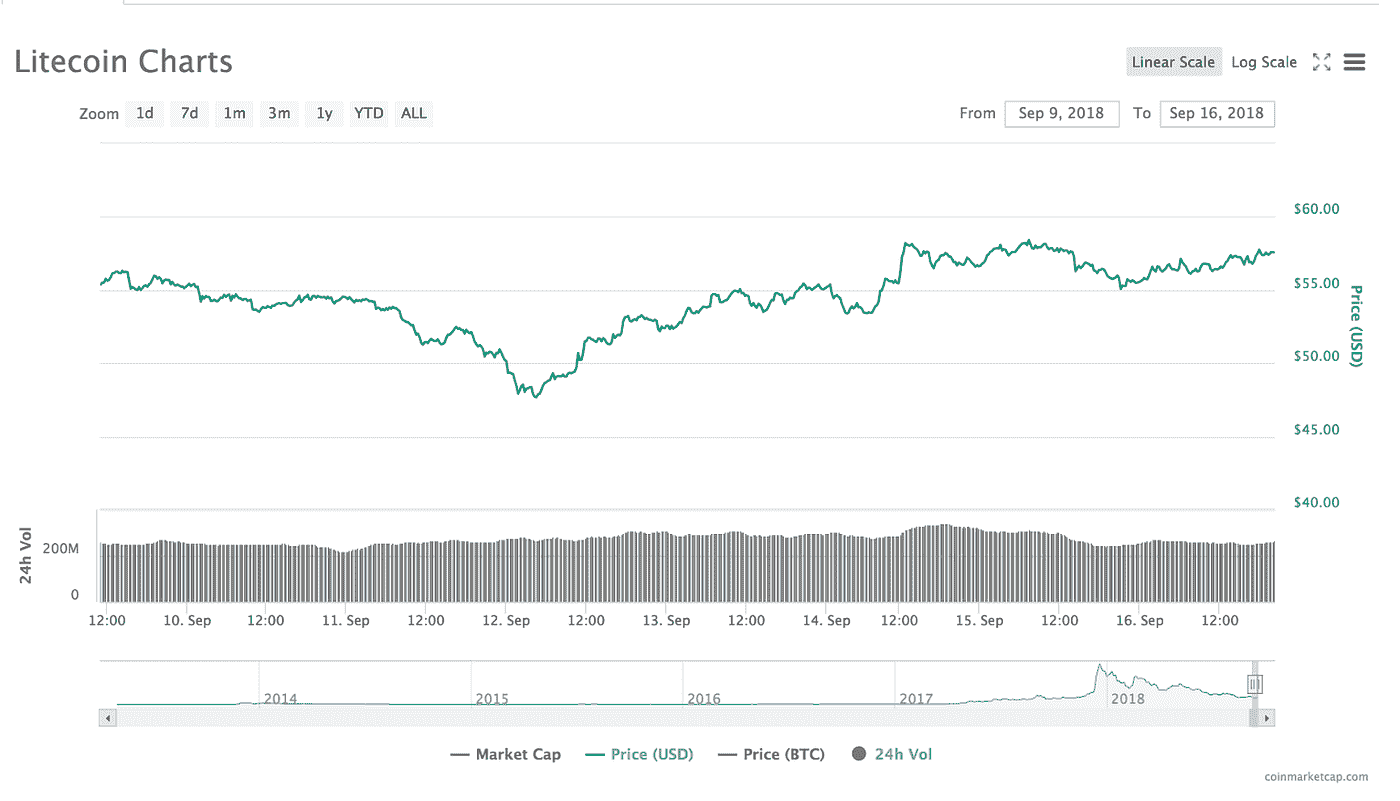 Litecoin Charts
Linear Scale Log Scale
Zoom 1d 7d 1m 3m 1y YTD ALL
From Sep 9, 2018 To Sep 16, 2018
$60.00
$55.00
$50.00
$45.00
$40.00
Price (USD)
24h Vol
200M
0
12:00 10. Sep 12:00 11. Sep 12:00 12. Sep 12:00 13. Sep 12:00 14. Sep 12:00 15. Sep 12:00 16. Sep 12:00
2014 2015 2016 2017 2018
Market Cap Price (USD) Price (BTC) 24h Vol
coinmarketcap.com